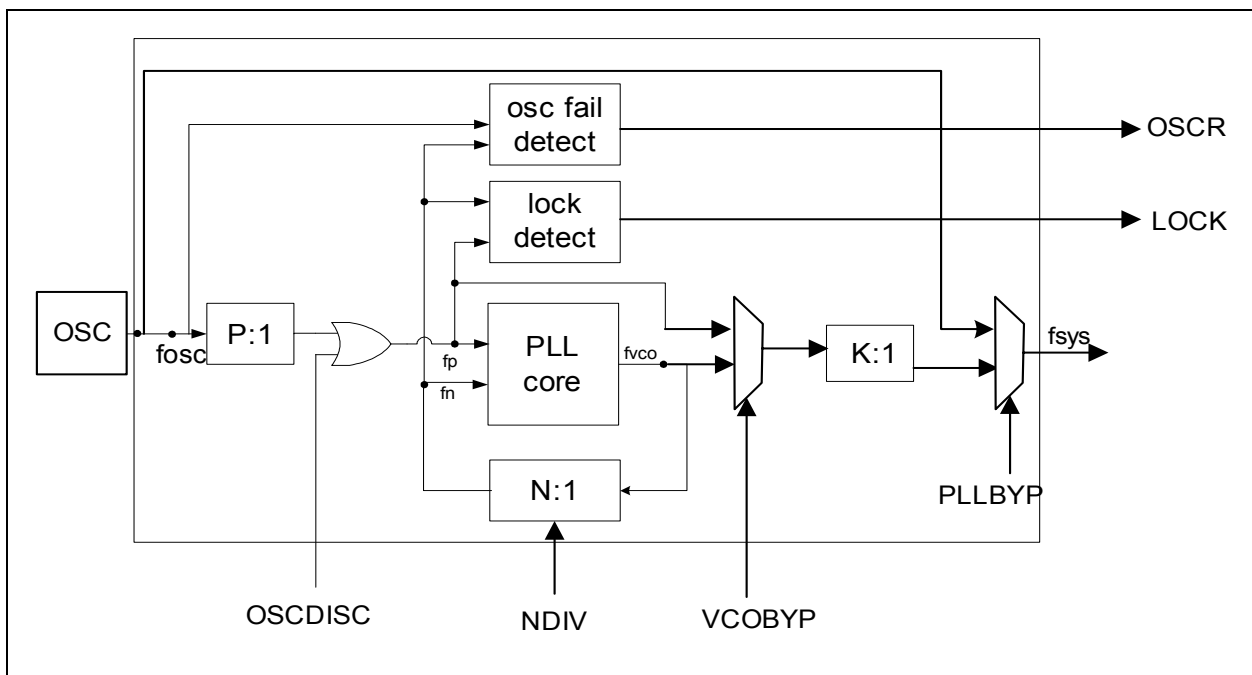 osc fail
detect
OSCR
lock
detect
LOCK
OSC
fosc
P:1
fp
fn
PLL
core
fvco
K:1
fsys
N:1
PLLBYP
OSCDISC
NDIV
VCOBYP